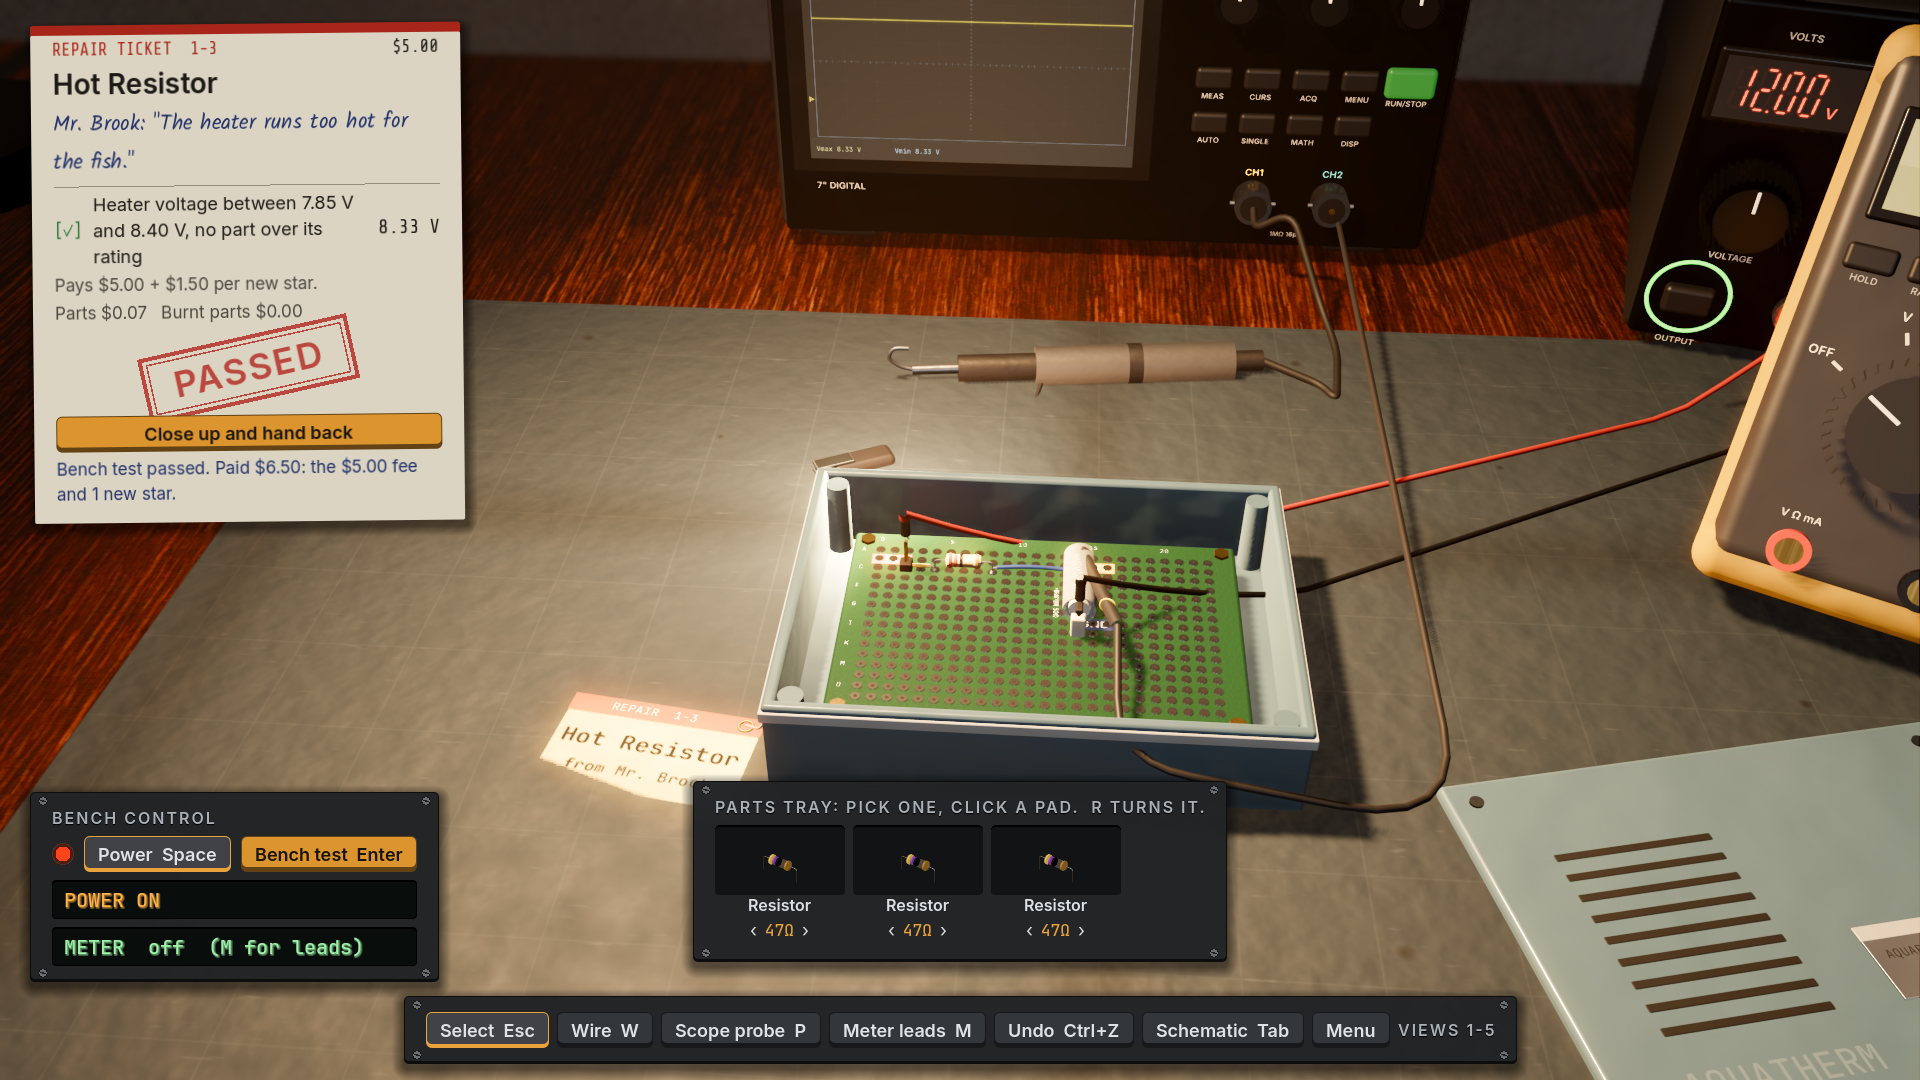 REPAIR TICKET 1-3 $5.00
Hot Resistor
Mr. Brook: "The heater runs too hot for
the fish."
Heater voltage between 7.85 V
[✓] and 8.40 V, no part over its 8.33 V
rating
Pays $5.00 + $1.50 per new star.
Parts $0.07 Burnt parts $0.00
PASSED
Close up and hand back
Bench test passed. Paid $6.50: the $5.00 fee
and 1 new star.
Vmax 8.33 V Vmin 8.33 V
7" DIGITAL
MEAS CURS ACQ MENU RUN/STOP
AUTO SINGLE MATH DISP
CH1 CH2
VOLTS
12.00 V
VOLTAGE
OUTPUT
HOLD
OFF
V
V Ω mA
REPAIR 1-3
Hot Resistor
from Mr.
BENCH CONTROL
Power Space Bench test Enter
POWER ON
METER off (M for leads)
PARTS TRAY: PICK ONE, CLICK A PAD. R TURNS IT.
Resistor Resistor Resistor
‹ 47Ω › ‹ 47Ω › ‹ 47Ω ›
Select Esc Wire W Scope probe P Meter leads M Undo Ctrl+Z Schematic Tab Menu VIEWS 1-5
AQUATHERM